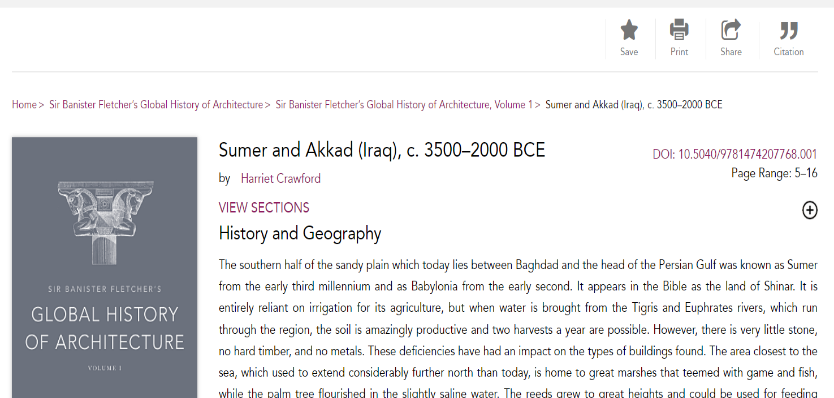 Save
Print
Share
Citation
Home > Sir Banister Fletcher's Global History of Architecture > Sir Banister Fletcher's Global History of Architecture, Volume 1 > Sumer and Akkad (Iraq), c. 3500–2000 BCE
SIR BANISTER FLETCHER'S
GLOBAL HISTORY
OF ARCHITECTURE
VOLUME 1
Sumer and Akkad (Iraq), c. 3500–2000 BCE
DOI: 10.5040/9781474207768.001
by Harriet Crawford
Page Range: 5–16
VIEW SECTIONS
History and Geography
The southern half of the sandy plain which today lies between Baghdad and the head of the Persian Gulf was known as Sumer
from the early third millennium and as Babylonia from the early second. It appears in the Bible as the land of Shinar. It is
entirely reliant on irrigation for its agriculture, but when water is brought from the Tigris and Euphrates rivers, which run
through the region, the soil is amazingly productive and two harvests a year are possible. However, there is very little stone,
no hard timber, and no metals. These deficiencies have had an impact on the types of buildings found. The area closest to the
sea, which used to extend considerably further north than today, is home to great marshes that teemed with game and fish,
while the palm tree flourished in the slightly saline water. The reeds grew to great heights and could be used for feeding